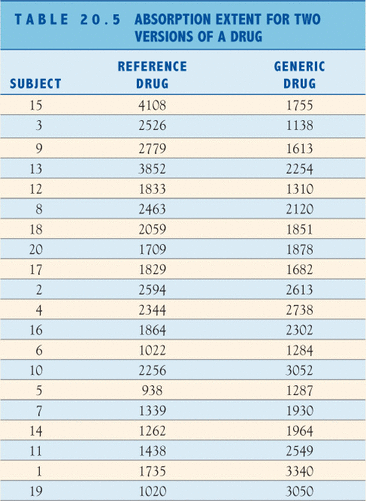 TABLE 20.5 ABSORPTION EXTENT FOR TWO
VERSIONS OF A DRUG
REFERENCE GENERIC
SUBJECT DRUG DRUG
15 4108 1755
3 2526 1138
9 2779 1613
13 3852 2254
12 1833 1310
8 2463 2120
18 2059 1851
20 1709 1878
17 1829 1682
2 2594 2613
4 2344 2738
16 1864 2302
6 1022 1284
10 2256 3052
5 938 1287
7 1339 1930
14 1262 1964
11 1438 2549
1 1735 3340
19 1020 3050